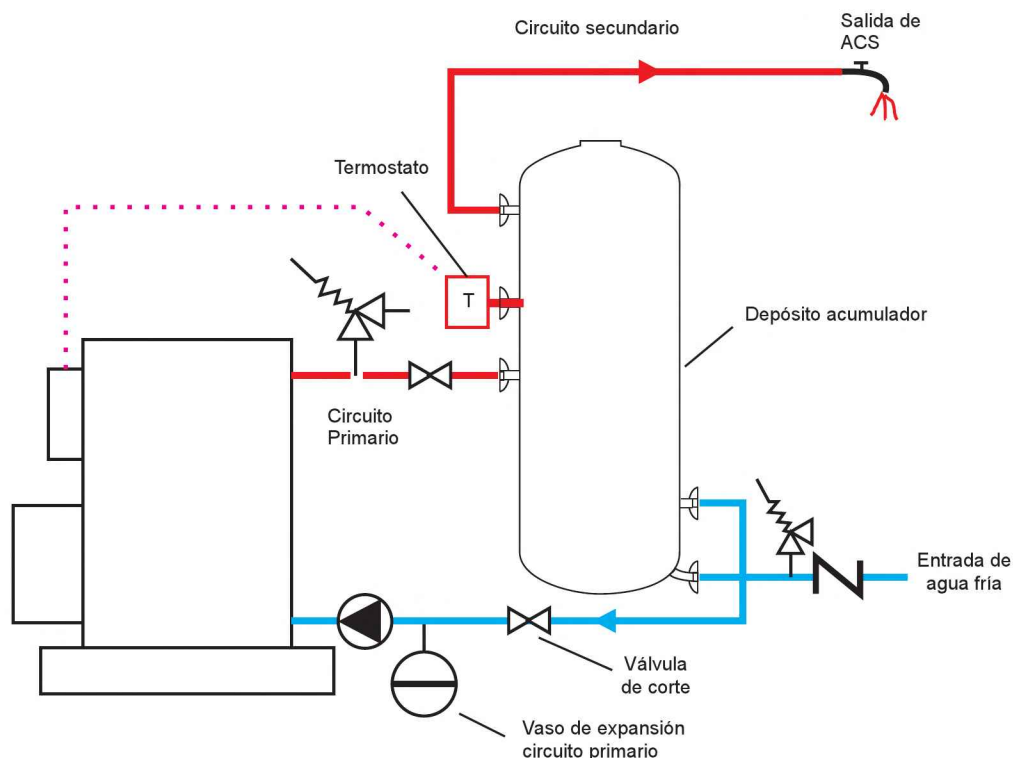 Circuito secundario
Salida de
ACS
Termostato
T
Depósito acumulador
Circuito
Primario
Entrada de
agua fría
Válvula
de corte
Vaso de expansión
circuito primario